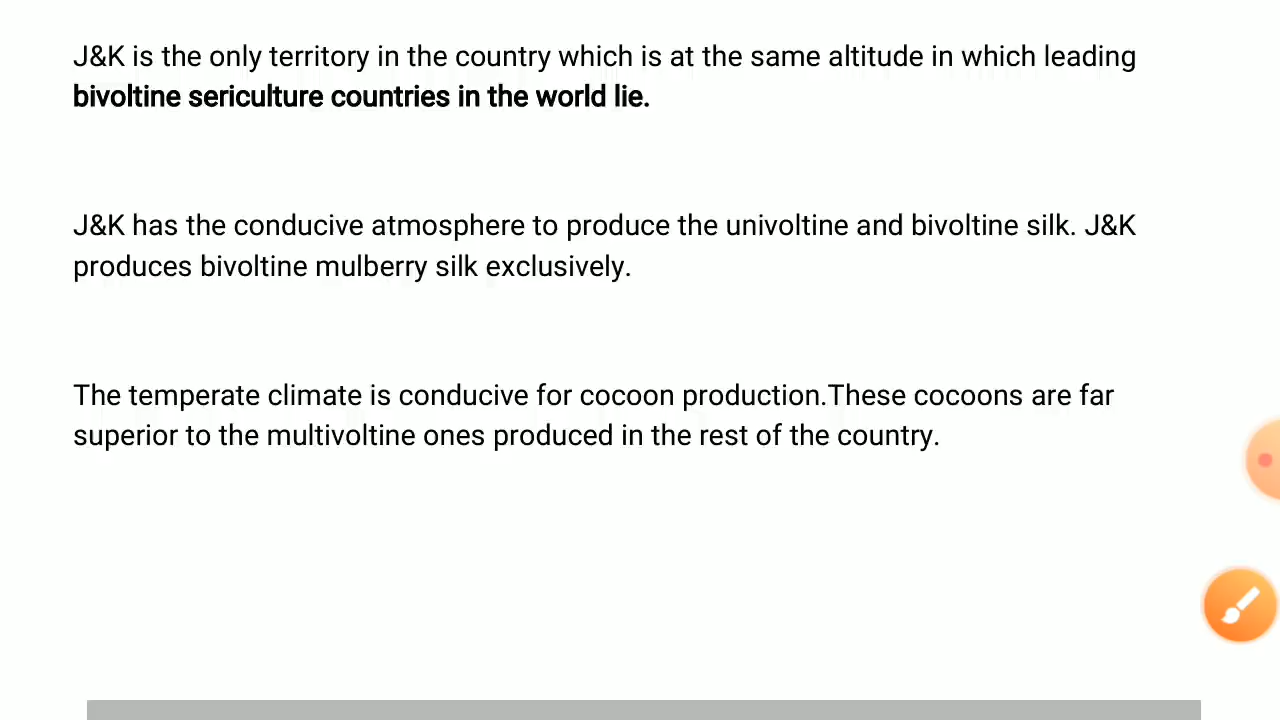 J&K is the only territory in the country which is at the same altitude in which leading
bivoltine sericulture countries in the world lie.
J&K has the conducive atmosphere to produce the univoltine and bivoltine silk. J&K
produces bivoltine mulberry silk exclusively.
The temperate climate is conducive for cocoon production.These cocoons are far
superior to the multivoltine ones produced in the rest of the country.